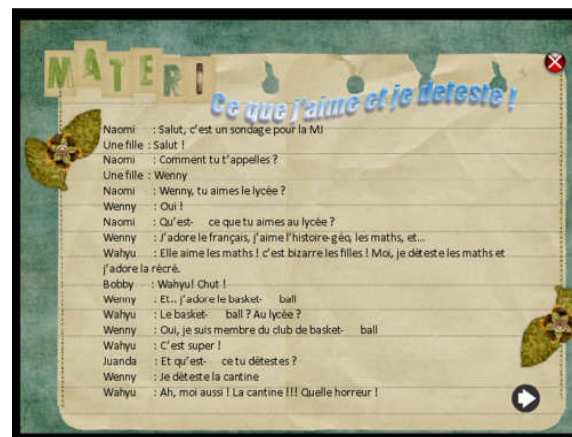 MATERI
Ce que j'aime et je deteste !
Naomi : Salut, c'est un sondage pour la MJ
Une fille : Salut !
Naomi : Comment tu t'appelles ?
Une fille : Wenny
Naomi : Wenny, tu aimes le lycée ?
Wenny : Oui !
Naomi : Qu'est- ce que tu aimes au lycée ?
Wenny : J'adore le français, j'aime l'histoire-géo, les maths, et...
Wahyu : Elle aime les maths ! c'est bizarre les filles ! Moi, je déteste les maths et
j'adore la récré.
Bobby : Wahyu! Chut !
Wenny : Et.. j'adore le basket- ball
Wahyu : Le basket- ball ? Au lycée ?
Wenny : Oui, je suis membre du club de basket- ball
Wahyu : C'est super !
Juanda : Et qu'est- ce tu détestes ?
Wenny : Je déteste la cantine
Wahyu : Ah, moi aussi ! La cantine !!! Quelle horreur !